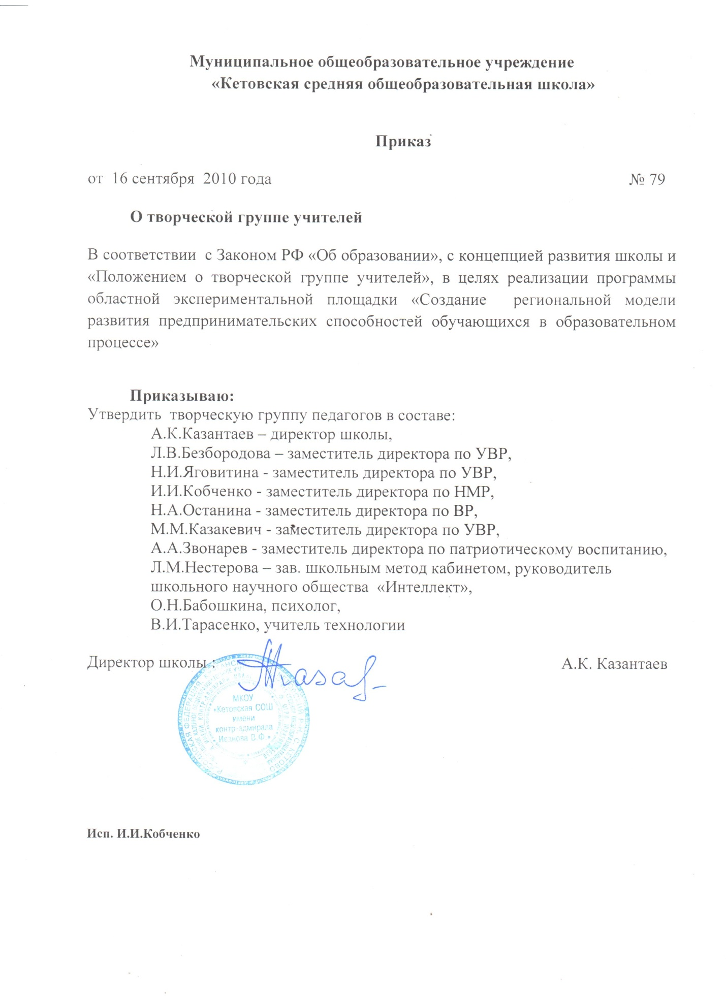 Муниципальное общеобразовательное учреждение
«Кетовская средняя общеобразовательная школа»
Приказ
от 16 сентября 2010 года № 79
О творческой группе учителей
В соответствии с Законом РФ «Об образовании», с концепцией развития школы и
«Положением о творческой группе учителей», в целях реализации программы
областной экспериментальной площадки «Создание региональной модели
развития предпринимательских способностей обучающихся в образовательном
процессе»
Приказываю:
Утвердить творческую группу педагогов в составе:
А.К.Казантаев – директор школы,
Л.В.Безбородова – заместитель директора по УВР,
Н.И.Яговитина - заместитель директора по УВР,
И.И.Кобченко - заместитель директора по НМР,
Н.А.Останина - заместитель директора по ВР,
М.М.Казакевич - заместитель директора по УВР,
А.А.Звонарев - заместитель директора по патриотическому воспитанию,
Л.М.Нестерова – зав. школьным метод кабинетом, руководитель
школьного научного общества «Интеллект»,
О.Н.Бабошкина, психолог,
В.И.Тарасенко, учитель технологии
Директор школы : А.К. Казантаев
МКОУ
«Кетовская СОШ
имени
контр-адмирала
Иванова В.Ф.»
Исп. И.И.Кобченко